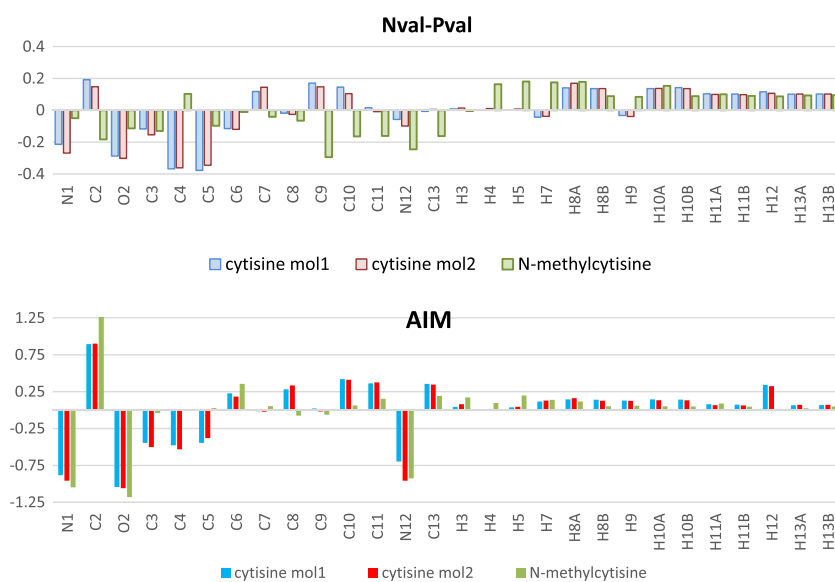 Nval-Pval
0.4
0.2
0
-0.2
-0.4
N1 C2 O2 C3 C4 C5 C6 C7 C8 C9 C10 C11 N12 C13 H3 H4 H5 H7 H8A H8B H9 H10A H10B H11A H11B H12 H13A H13B
cytisine mol1 cytisine mol2 N-methylcytisine
AIM
1.25
0.75
0.25
-0.25
-0.75
-1.25
N1 C2 O2 C3 C4 C5 C6 C7 C8 C9 C10 C11 N12 C13 H3 H4 H5 H7 H8A H8B H9 H10A H10B H11A H11B H12 H13A H13B
cytisine mol1 cytisine mol2 N-methylcytisine